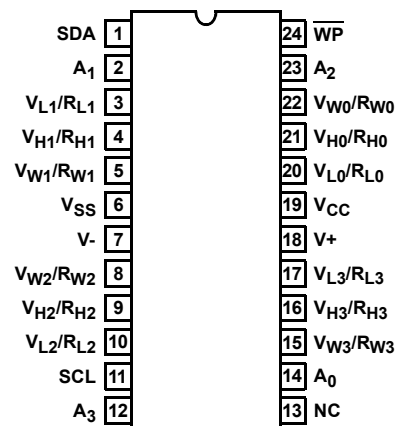 SDA 1 24 W̅P̅
A1 2 23 A2
VL1/RL1 3 22 VW0/RW0
VH1/RH1 4 21 VH0/RH0
VW1/RW1 5 20 VL0/RL0
VSS 6 19 VCC
V- 7 18 V+
VW2/RW2 8 17 VL3/RL3
VH2/RH2 9 16 VH3/RH3
VL2/RL2 10 15 VW3/RW3
SCL 11 14 A0
A3 12 13 NC